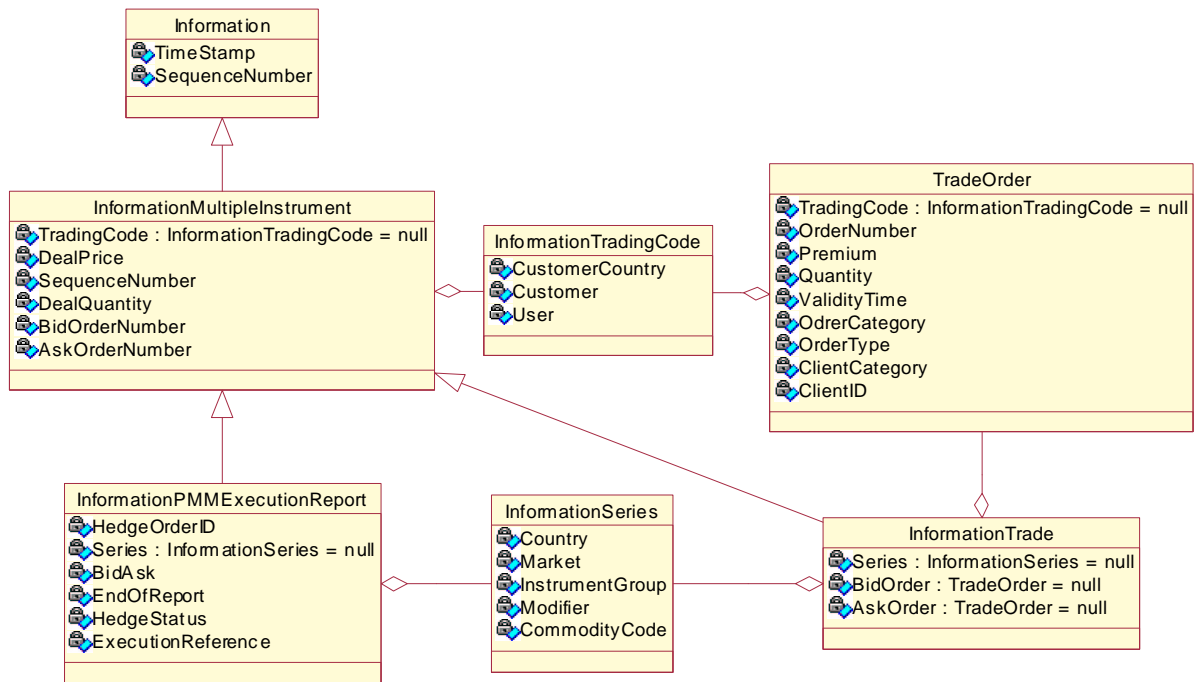 Information
TimeStamp
SequenceNumber
InformationMultipleInstrument
TradingCode : InformationTradingCode = null
DealPrice
SequenceNumber
DealQuantity
BidOrderNumber
AskOrderNumber
InformationTradingCode
CustomerCountry
Customer
User
TradeOrder
TradingCode : InformationTradingCode = null
OrderNumber
Premium
Quantity
ValidityTime
OdrerCategory
OrderType
ClientCategory
ClientID
InformationPMMExecutionReport
HedgeOrderID
Series : InformationSeries = null
BidAsk
EndOfReport
HedgeStatus
ExecutionReference
InformationSeries
Country
Market
InstrumentGroup
Modifier
CommodityCode
InformationTrade
Series : InformationSeries = null
BidOrder : TradeOrder = null
AskOrder : TradeOrder = null